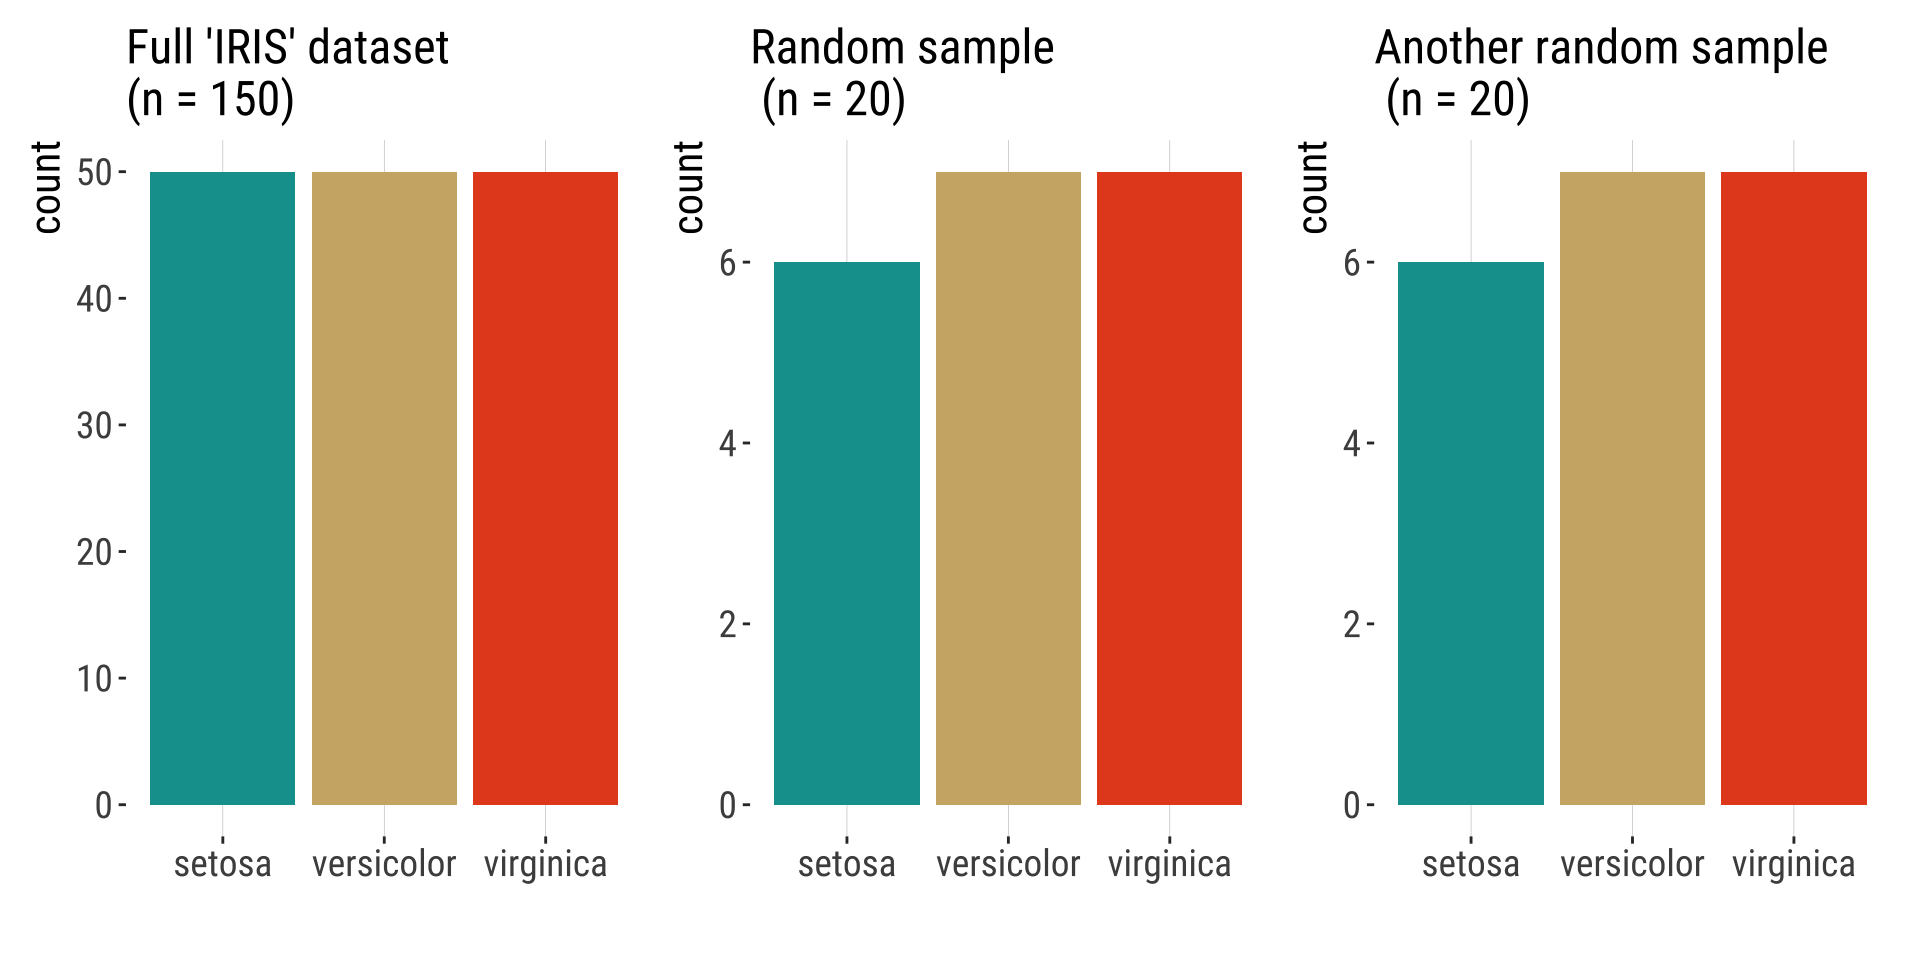 Full 'IRIS' dataset
(n = 150)
count
50
40
30
20
10
0
setosa versicolor virginica
Random sample
(n = 20)
count
6
4
2
0
setosa versicolor virginica
Another random sample
(n = 20)
count
6
4
2
0
setosa versicolor virginica